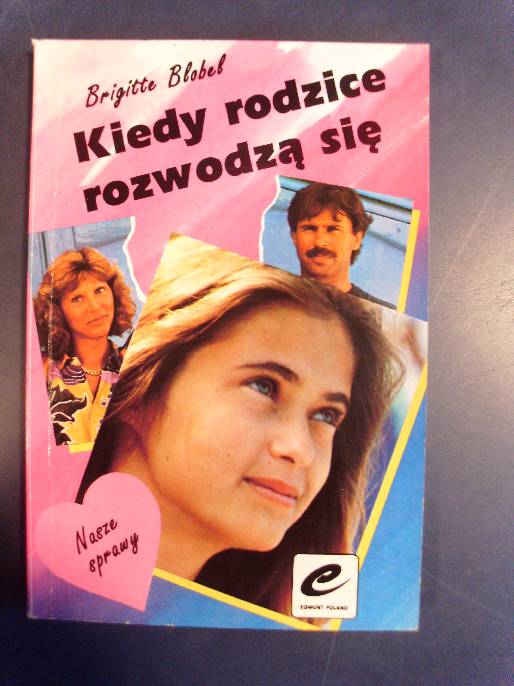 Brigitte Blobel
Kiedy rodzice
rozwodzą się
Nasze
sprawy
e
EGMONT POLAND